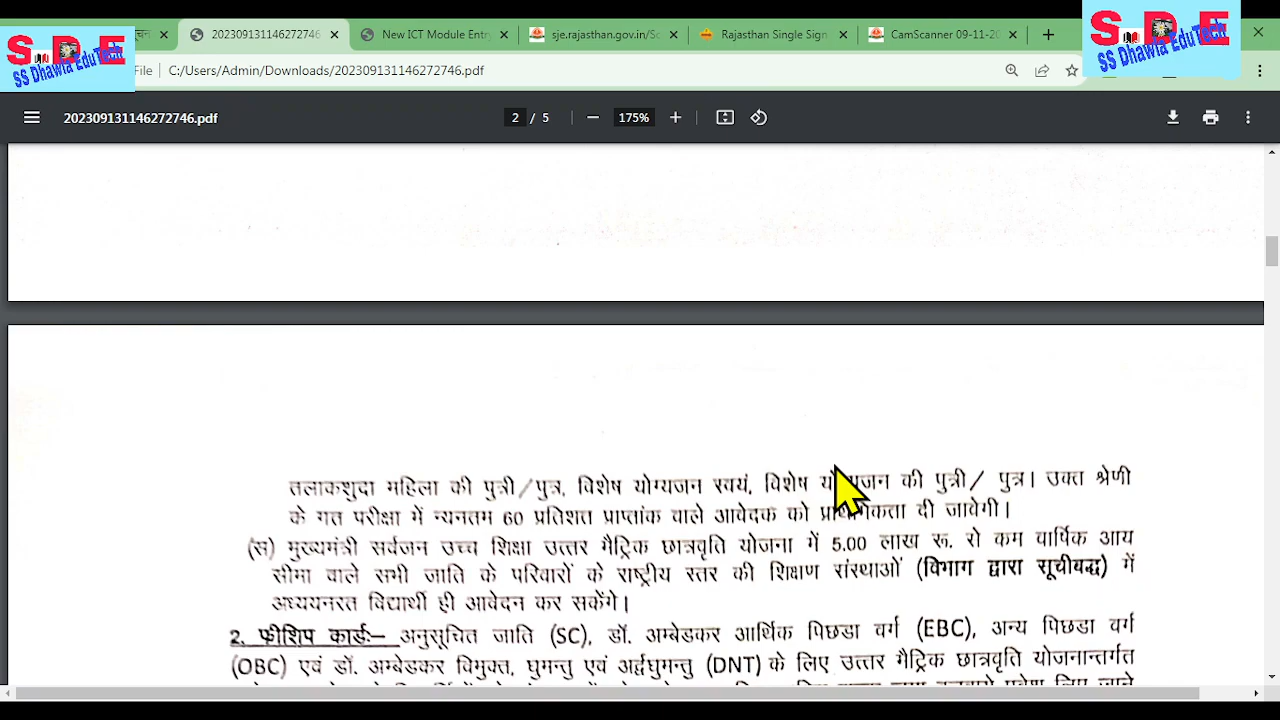 S D E
SS Dhawla EduTech
202309131146272746
New ICT Module Entry
sje.rajasthan.gov.in/Sc
Rajasthan Single Sign
CamScanner 09-11-20
S D E
SS Dhawla EduTech
File C:/Users/Admin/Downloads/202309131146272746.pdf
202309131146272746.pdf
2 / 5
175%
तलाकशुदा महिला की पुत्री/पुत्र, विशेष योग्यजन स्वयं, विशेष योग्यजन की पुत्री/ पुत्र। उक्त श्रेणी
के गत परीक्षा में न्यनतम 60 प्रतिशत प्राप्तांक वाले आवेदक को प्राथमिकता दी जावेगी।
(स) मुख्यमंत्री सर्वजन उच्च शिक्षा उत्तर मैट्रिक छात्रवृति योजना में 5.00 लाख रू. से कम वार्षिक आय
सीमा वाले सभी जाति के परिवारों के राष्ट्रीय स्तर की शिक्षण संस्थाओं (विभाग द्वारा सूचीबद्ध) में
अध्ययनरत विद्यार्थी ही आवेदन कर सकेंगे।
2. फ्रीशिप कार्डः– अनुसूचित जाति (SC), डॉ. अम्बेडकर आर्थिक पिछडा वर्ग (EBC), अन्य पिछडा वर्ग
(OBC) एवं डॉ. अम्बेडकर विमुक्त, घुमन्तु एवं अर्द्धघुमन्तु (DNT) के लिए उत्तर मैट्रिक छात्रवृति योजनान्तर्गत